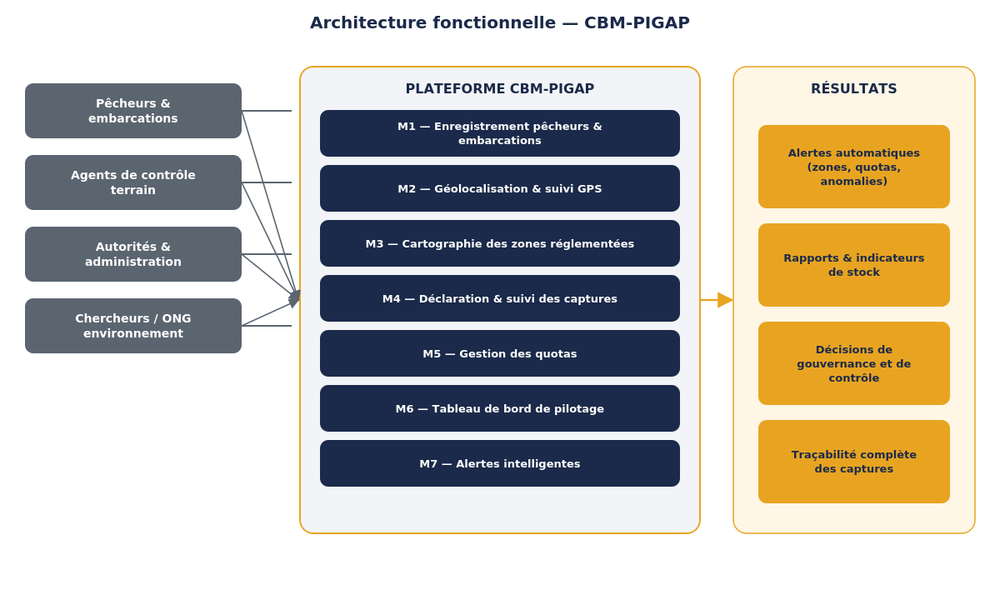 Architecture fonctionnelle — CBM-PIGAP
Pêcheurs &
embarcations
Agents de contrôle
terrain
Autorités &
administration
Chercheurs / ONG
environnement
PLATEFORME CBM-PIGAP
M1 — Enregistrement pêcheurs &
embarcations
M2 — Géolocalisation & suivi GPS
M3 — Cartographie des zones réglementées
M4 — Déclaration & suivi des captures
M5 — Gestion des quotas
M6 — Tableau de bord de pilotage
M7 — Alertes intelligentes
RÉSULTATS
Alertes automatiques
(zones, quotas,
anomalies)
Rapports & indicateurs
de stock
Décisions de
gouvernance et de
contrôle
Traçabilité complète
des captures